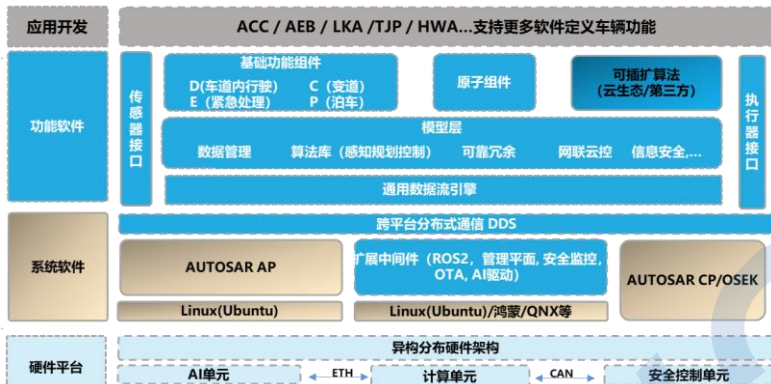 应用开发
ACC / AEB / LKA /TJP / HWA...支持更多软件定义车辆功能
功能软件
传感器接口
基础功能组件
D(车道内行驶) C（变道）
E（紧急处理） P（泊车）
原子组件
可插扩算法
（云生态/第三方）
执行器接口
模型层
数据管理 算法库（感知规划控制） 可靠冗余 网联云控 信息安全,...
通用数据流引擎
系统软件
跨平台分布式通信 DDS
AUTOSAR AP
扩展中间件（ROS2，管理平面, 安全监控，
OTA, AI驱动）
AUTOSAR CP/OSEK
Linux(Ubuntu)
Linux(Ubuntu)/鸿蒙/QNX等
硬件平台
异构分布硬件架构
AI单元 ETH 计算单元 CAN 安全控制单元